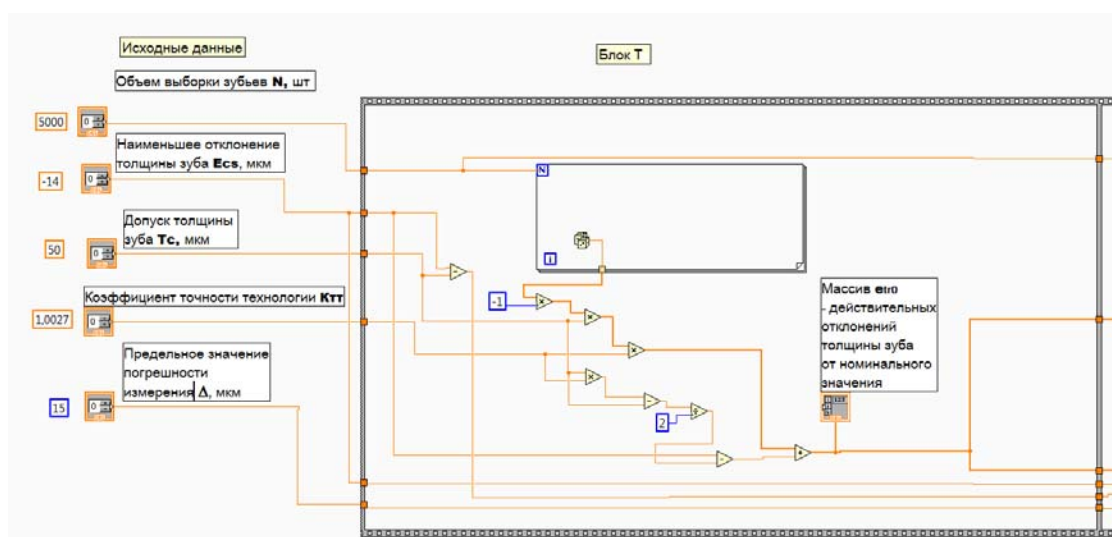 Исходные данные
Блок Т
Объем выборки зубьев N, шт
5000
Наименьшее отклонение
толщины зуба Ecs, мкм
-14
Допуск толщины
зуба Тс, мкм
50
Коэффициент точности технологии Ктт
1,0027
Предельное значение
погрешности
измерения Δ, мкм
15
N
i
-1
2
Массив etr0
- действительных
отклонений
толщины зуба
от номинального
значения